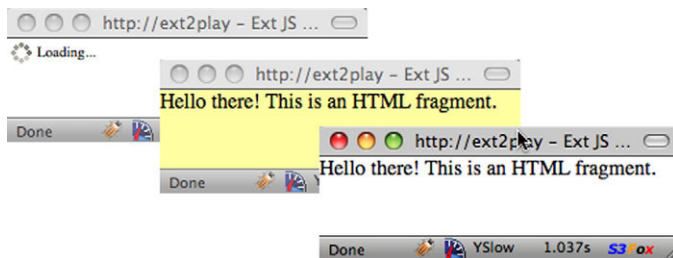 http://ext2play – Ext JS ...
Loading...
Done
http://ext2play – Ext JS ...
Hello there! This is an HTML fragment.
Done
http://ext2play – Ext JS ...
Hello there! This is an HTML fragment.
Done YSlow 1.037s S3Fox